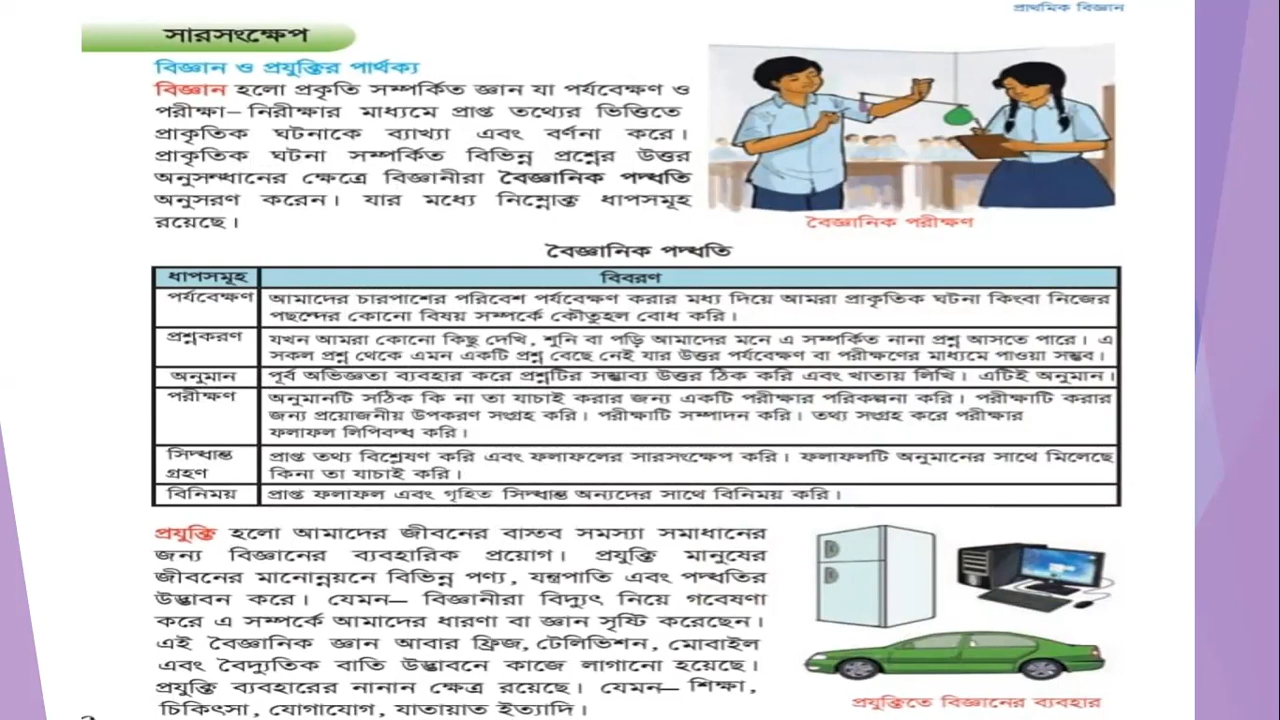 প্রাথমিক বিজ্ঞান
সারসংক্ষেপ
বিজ্ঞান ও প্রযুক্তির পার্থক্য
বিজ্ঞান হলো প্রকৃতি সম্পর্কিত জ্ঞান যা পর্যবেক্ষণ ও
পরীক্ষা– নিরীক্ষার মাধ্যমে প্রাপ্ত তথ্যের ভিত্তিতে
প্রাকৃতিক ঘটনাকে ব্যাখ্যা এবং বর্ণনা করে।
প্রাকৃতিক ঘটনা সম্পর্কিত বিভিন্ন প্রশ্নের উত্তর
অনুসন্ধানের ক্ষেত্রে বিজ্ঞানীরা বৈজ্ঞানিক পদ্ধতি
অনুসরণ করেন। যার মধ্যে নিম্নোক্ত ধাপসমূহ
রয়েছে।
বৈজ্ঞানিক পরীক্ষণ
বৈজ্ঞানিক পদ্ধতি
ধাপসমূহ বিবরণ
পর্যবেক্ষণ আমাদের চারপাশের পরিবেশ পর্যবেক্ষণ করার মধ্য দিয়ে আমরা প্রাকৃতিক ঘটনা কিংবা নিজের
পছন্দের কোনো বিষয় সম্পর্কে কৌতুহল বোধ করি।
প্রশ্নকরণ যখন আমরা কোনো কিছু দেখি, শুনি বা পড়ি আমাদের মনে এ সম্পর্কিত নানা প্রশ্ন আসতে পারে। এ
সকল প্রশ্ন থেকে এমন একটি প্রশ্ন বেছে নেই যার উত্তর পর্যবেক্ষণ বা পরীক্ষণের মাধ্যমে পাওয়া সম্ভব।
অনুমান পূর্ব অভিজ্ঞতা ব্যবহার করে প্রশ্নটির সম্ভাব্য উত্তর ঠিক করি এবং খাতায় লিখি। এটিই অনুমান।
পরীক্ষণ অনুমানটি সঠিক কি না তা যাচাই করার জন্য একটি পরীক্ষার পরিকল্পনা করি। পরীক্ষাটি করার
জন্য প্রয়োজনীয় উপকরণ সংগ্রহ করি। পরীক্ষাটি সম্পাদন করি। তথ্য সংগ্রহ করে পরীক্ষার
ফলাফল লিপিবদ্ধ করি।
সিদ্ধান্ত প্রাপ্ত তথ্য বিশ্লেষণ করি এবং ফলাফলের সারসংক্ষেপ করি। ফলাফলটি অনুমানের সাথে মিলেছে
গ্রহণ কিনা তা যাচাই করি।
বিনিময় প্রাপ্ত ফলাফল এবং গৃহিত সিদ্ধান্ত অন্যদের সাথে বিনিময় করি।
প্রযুক্তি হলো আমাদের জীবনের বাস্তব সমস্যা সমাধানের
জন্য বিজ্ঞানের ব্যবহারিক প্রয়োগ। প্রযুক্তি মানুষের
জীবনের মানোন্নয়নে বিভিন্ন পণ্য, যন্ত্রপাতি এবং পদ্ধতির
উদ্ভাবন করে। যেমন– বিজ্ঞানীরা বিদ্যুৎ নিয়ে গবেষণা
করে এ সম্পর্কে আমাদের ধারণা বা জ্ঞান সৃষ্টি করেছেন।
এই বৈজ্ঞানিক জ্ঞান আবার ফ্রিজ, টেলিভিশন, মোবাইল
এবং বৈদ্যুতিক বাতি উদ্ভাবনে কাজে লাগানো হয়েছে।
প্রযুক্তি ব্যবহারের নানান ক্ষেত্র রয়েছে। যেমন– শিক্ষা,
চিকিৎসা, যোগাযোগ, যাতায়াত ইত্যাদি।
প্রযুক্তিতে বিজ্ঞানের ব্যবহার